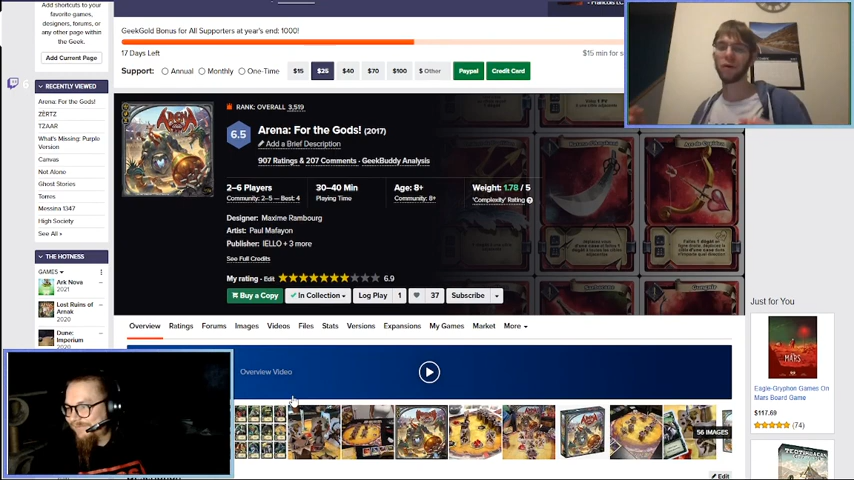 Add shortcuts to your
favorite games,
designers, forums, or
any other page within
the Geek.
Add Current Page
RECENTLY VIEWED
Arena: For the Gods!
ZÈRTZ
TZAAR
What's Missing: Purple
Version
Canvas
Not Alone
Ghost Stories
Torres
Messina 1347
High Society
See All »
THE HOTNESS
GAMES
Ark Nova
2021
Lost Ruins of
Arnak
2020
Dune:
Imperium
2020
GeekGold Bonus for All Supporters at year's end: 1000!
17 Days Left
$15 min for
Support:
Annual
Monthly
One-Time
$15
$25
$40
$70
$100
$ Other
Paypal
Credit Card
RANK: OVERALL 3,519
6.5
Arena: For the Gods! (2017)
Add a Brief Description
907 Ratings & 207 Comments · GeekBuddy Analysis
2–6 Players
Community: 2–5 — Best: 4
30–40 Min
Playing Time
Age: 8+
Community: 8+
Weight: 1.78 / 5
'Complexity' Rating
Designer: Maxime Rambourg
Artist: Paul Mafayon
Publisher: IELLO + 3 more
See Full Credits
My rating · Edit
6.9
Buy a Copy
In Collection
Log Play
1
37
Subscribe
Overview
Ratings
Forums
Images
Videos
Files
Stats
Versions
Expansions
My Games
Market
More
Overview Video
56 IMAGES
Edit
Just for You
MARS
Eagle-Gryphon Games On
Mars Board Game
$117.69
(74)
TEOTIHUACAN